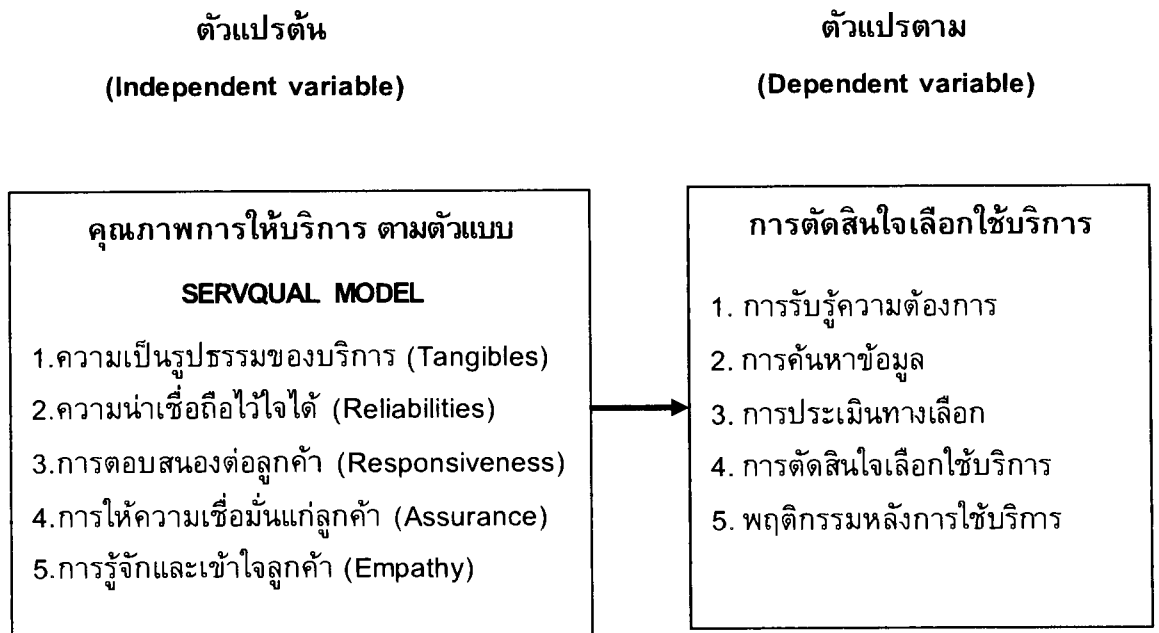 ตัวแปรต้น
(Independent variable)
ตัวแปรตาม
(Dependent variable)
คุณภาพการให้บริการ ตามตัวแบบ
SERVQUAL MODEL
1.ความเป็นรูปธรรมของบริการ (Tangibles)
2.ความน่าเชื่อถือไว้ใจได้ (Reliabilities)
3.การตอบสนองต่อลูกค้า (Responsiveness)
4.การให้ความเชื่อมั่นแก่ลูกค้า (Assurance)
5.การรู้จักและเข้าใจลูกค้า (Empathy)
การตัดสินใจเลือกใช้บริการ
1. การรับรู้ความต้องการ
2. การค้นหาข้อมูล
3. การประเมินทางเลือก
4. การตัดสินใจเลือกใช้บริการ
5. พฤติกรรมหลังการใช้บริการ